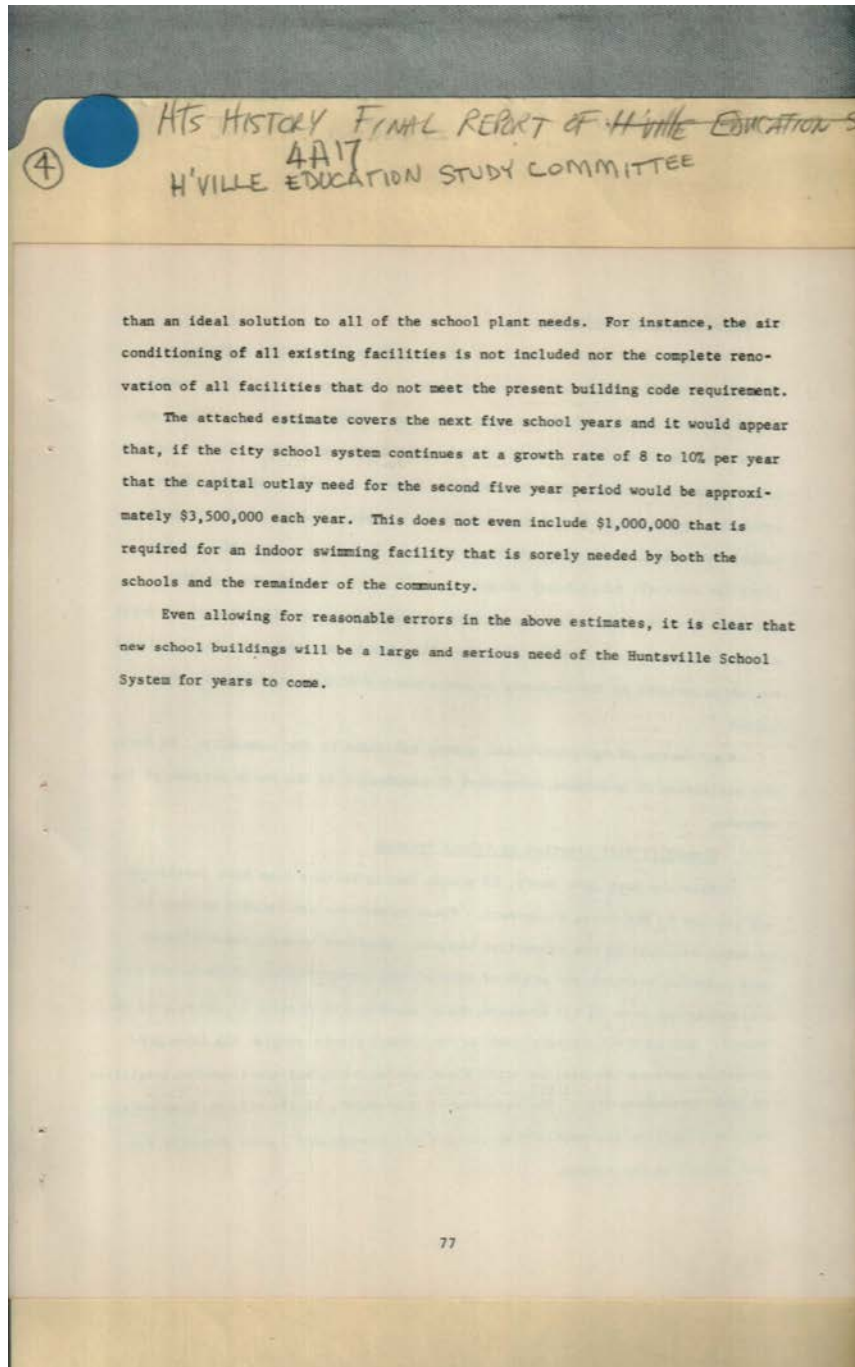 HTS HISTORY FINAL REPORT OF H'VILLE EDUCATION S
4A17
④
H'VILLE EDUCATION STUDY COMMITTEE
than an ideal solution to all of the school plant needs. For instance, the air
conditioning of all existing facilities is not included nor the complete reno-
vation of all facilities that do not meet the present building code requirement.
The attached estimate covers the next five school years and it would appear
that, if the city school system continues at a growth rate of 8 to 10% per year
that the capital outlay need for the second five year period would be approxi-
mately $3,500,000 each year. This does not even include $1,000,000 that is
required for an indoor swimming facility that is sorely needed by both the
schools and the remainder of the community.
Even allowing for reasonable errors in the above estimates, it is clear that
new school buildings will be a large and serious need of the Huntsville School
System for years to come.
77